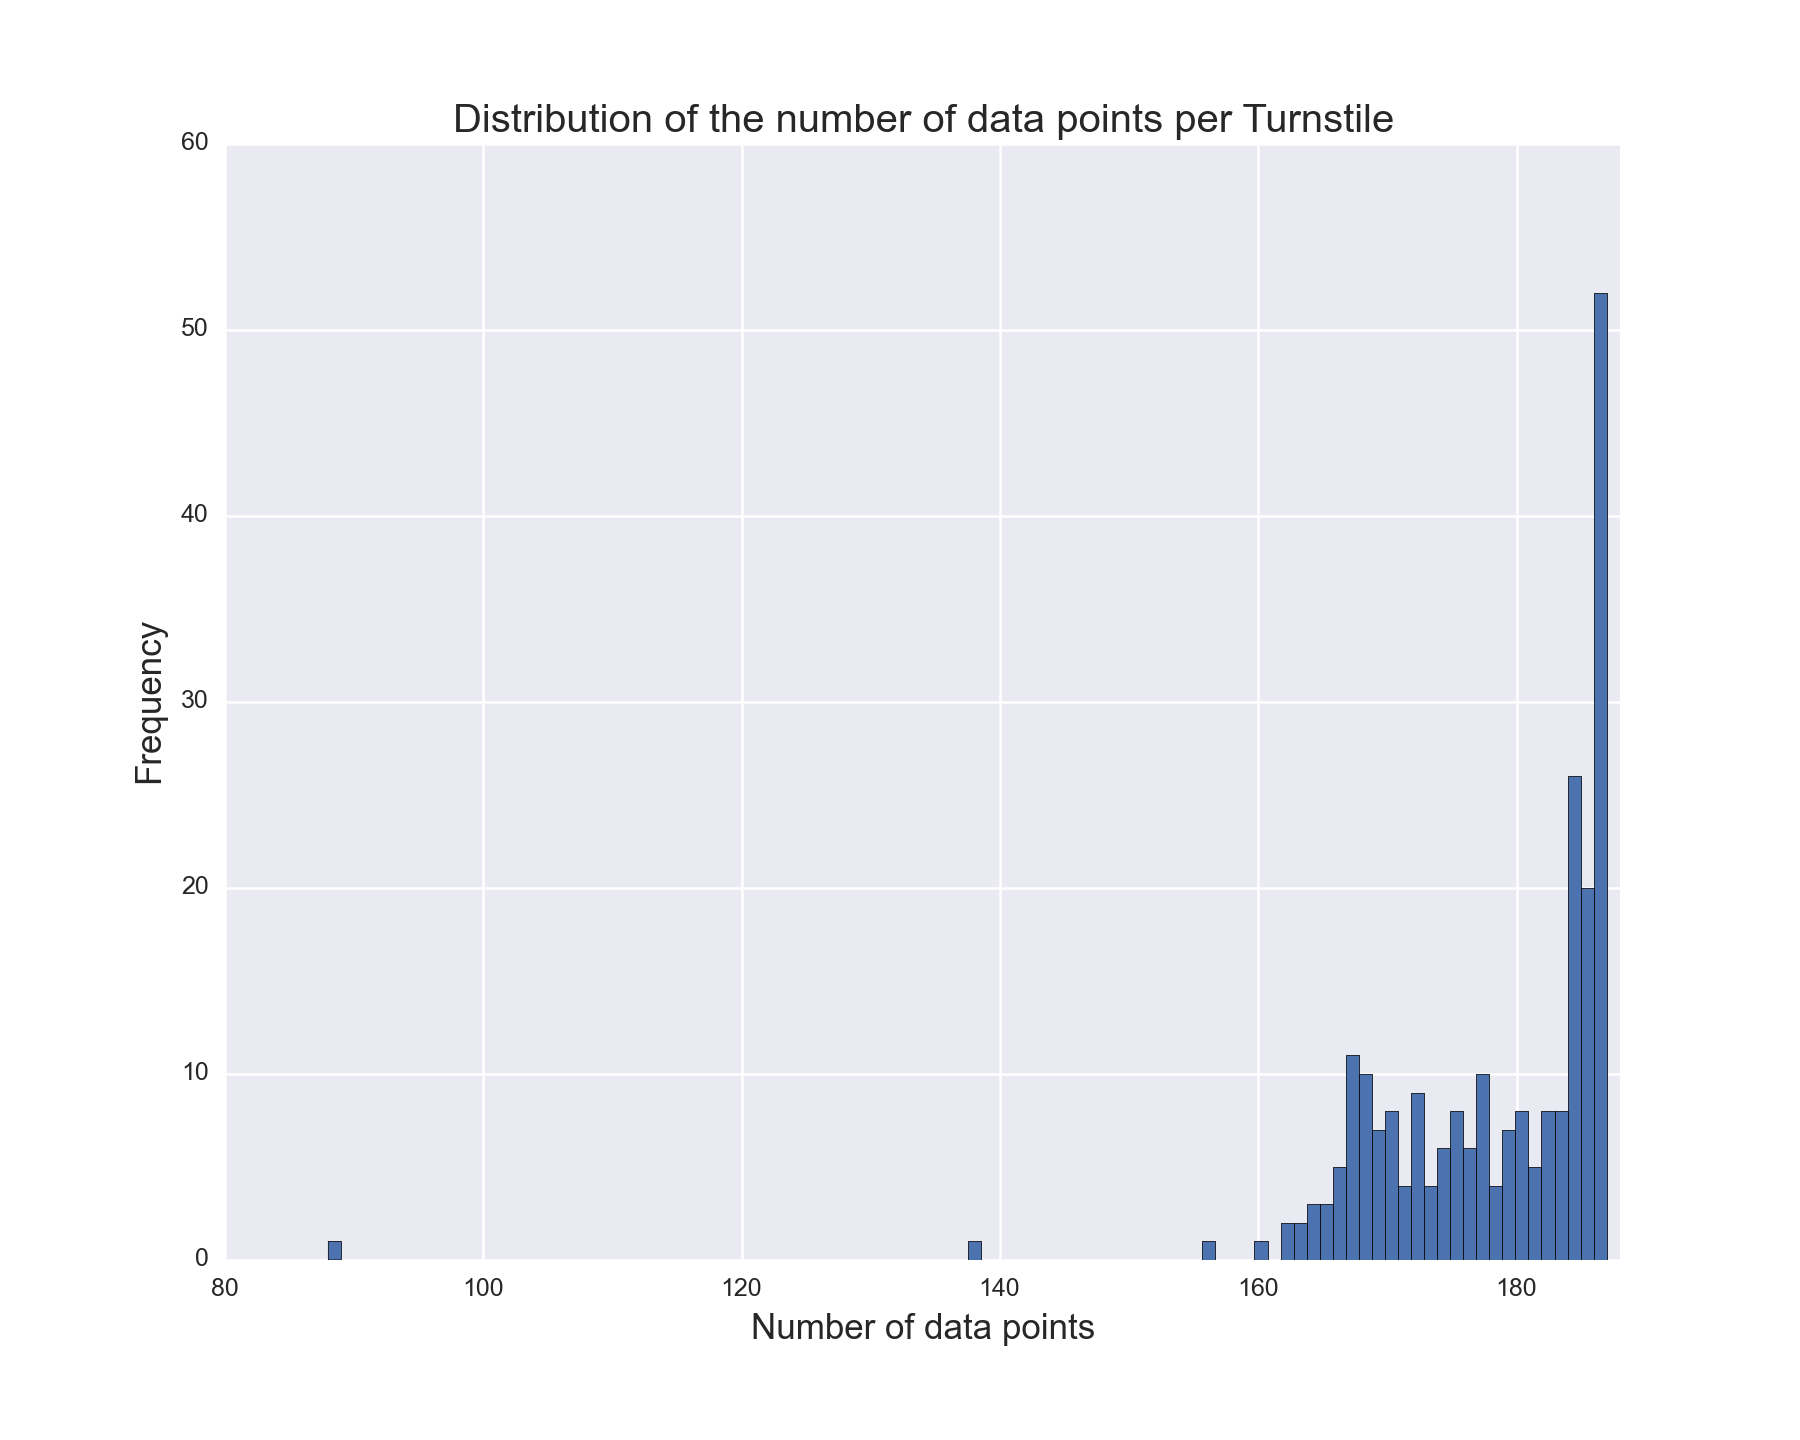 Distribution of the number of data points per Turnstile
60
50
40
30
20
10
0
Frequency
80 100 120 140 160 180
Number of data points